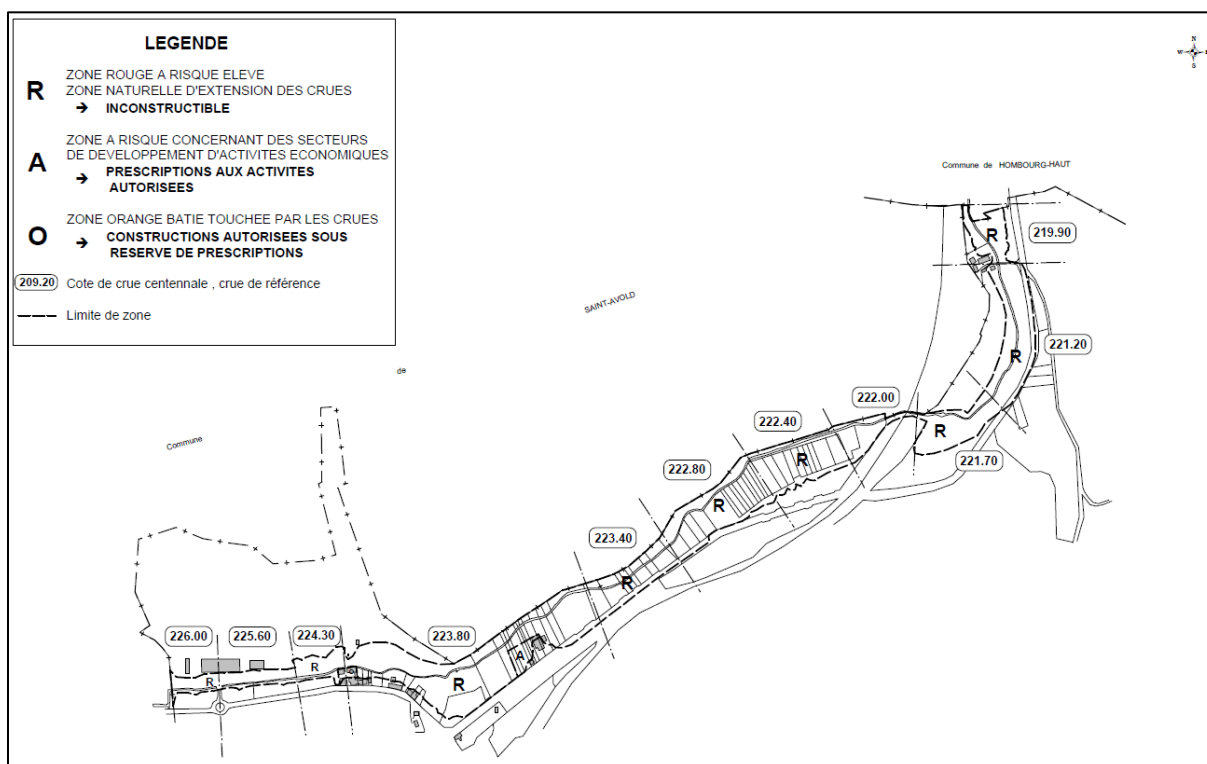 LEGENDE
R
ZONE ROUGE A RISQUE ELEVE
ZONE NATURELLE D'EXTENSION DES CRUES
➔ INCONSTRUCTIBLE
A
ZONE A RISQUE CONCERNANT DES SECTEURS
DE DEVELOPPEMENT D'ACTIVITES ECONOMIQUES
➔ PRESCRIPTIONS AUX ACTIVITES
AUTORISEES
O
ZONE ORANGE BATIE TOUCHEE PAR LES CRUES
➔ CONSTRUCTIONS AUTORISEES SOUS
RESERVE DE PRESCRIPTIONS
209.20 Cote de crue centennale , crue de référence
Limite de zone
N
W
S
Commune de HOMBOURG-HAUT
R
219.90
SAINT-AVOLD
R
221.20
de
222.00
222.40
R
R
221.70
Commune
222.80
R
223.40
R
226.00
225.60
224.30
223.80
A
R
R
R